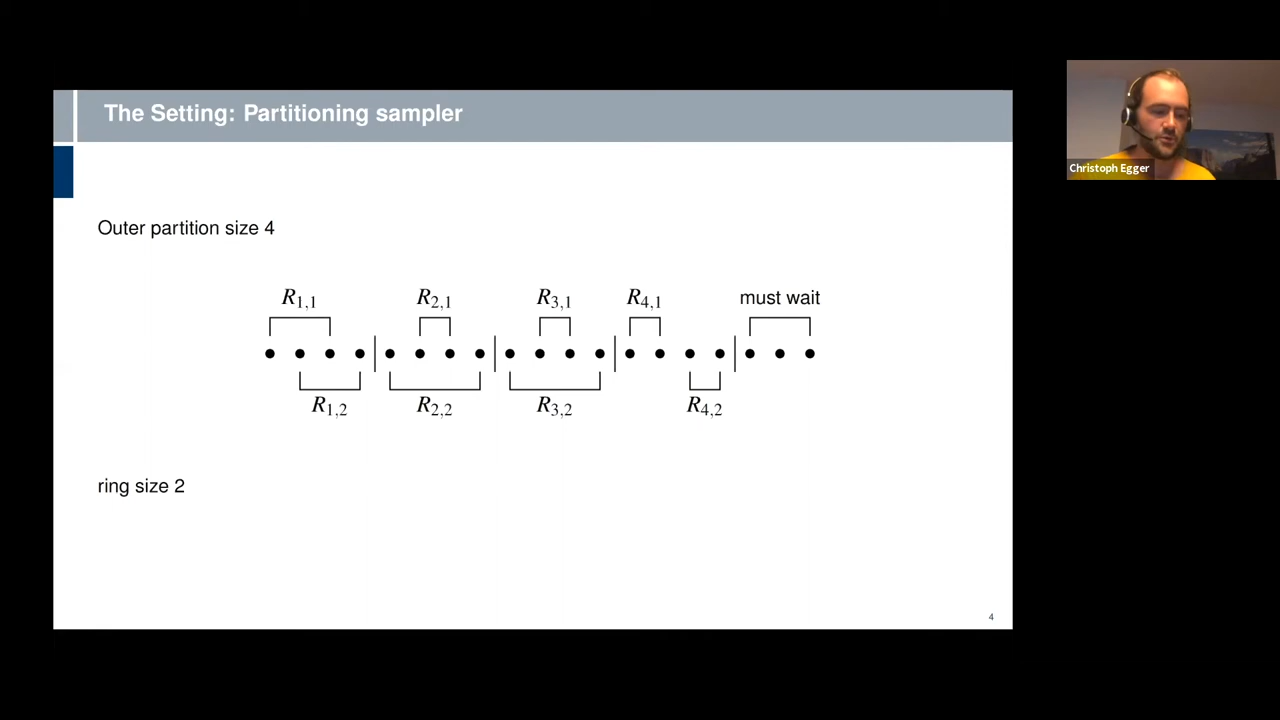 The Setting: Partitioning sampler
Christoph Egger
Outer partition size 4
R1,1 R2,1 R3,1 R4,1 must wait
R1,2 R2,2 R3,2 R4,2
ring size 2
4